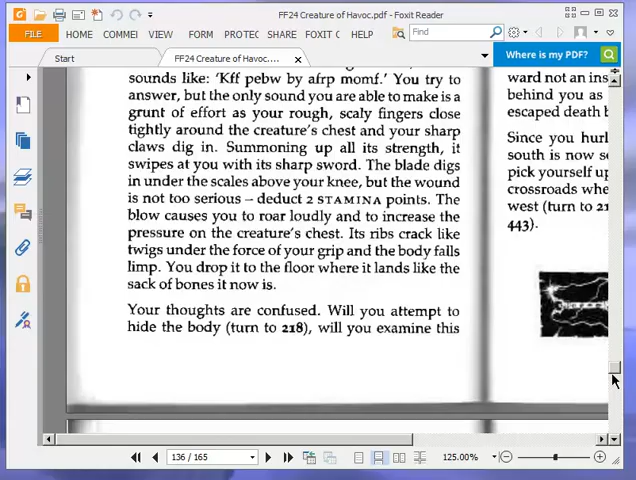 FF24 Creature of Havoc.pdf - Foxit Reader
FILE HOME COMMEI VIEW FORM PROTEC SHARE FOXIT C Find
Start FF24 Creature of Havoc.... Where is my PDF?
sounds like: 'Kff pebw by afrp momf.' You try to
answer, but the only sound you are able to make is a
grunt of effort as your rough, scaly fingers close
tightly around the creature's chest and your sharp
claws dig in. Summoning up all its strength, it
swipes at you with its sharp sword. The blade digs
in under the scales above your knee, but the wound
is not too serious – deduct 2 STAMINA points. The
blow causes you to roar loudly and to increase the
pressure on the creature's chest. Its ribs crack like
twigs under the force of your grip and the body falls
limp. You drop it to the floor where it lands like the
sack of bones it now is.
Your thoughts are confused. Will you attempt to
hide the body (turn to 218), will you examine this
ward not an ins
behind you as
escaped death b
Since you hurl
south is now s
pick yourself up
crossroads whe
west (turn to 21
443).
136 / 165 125.00%